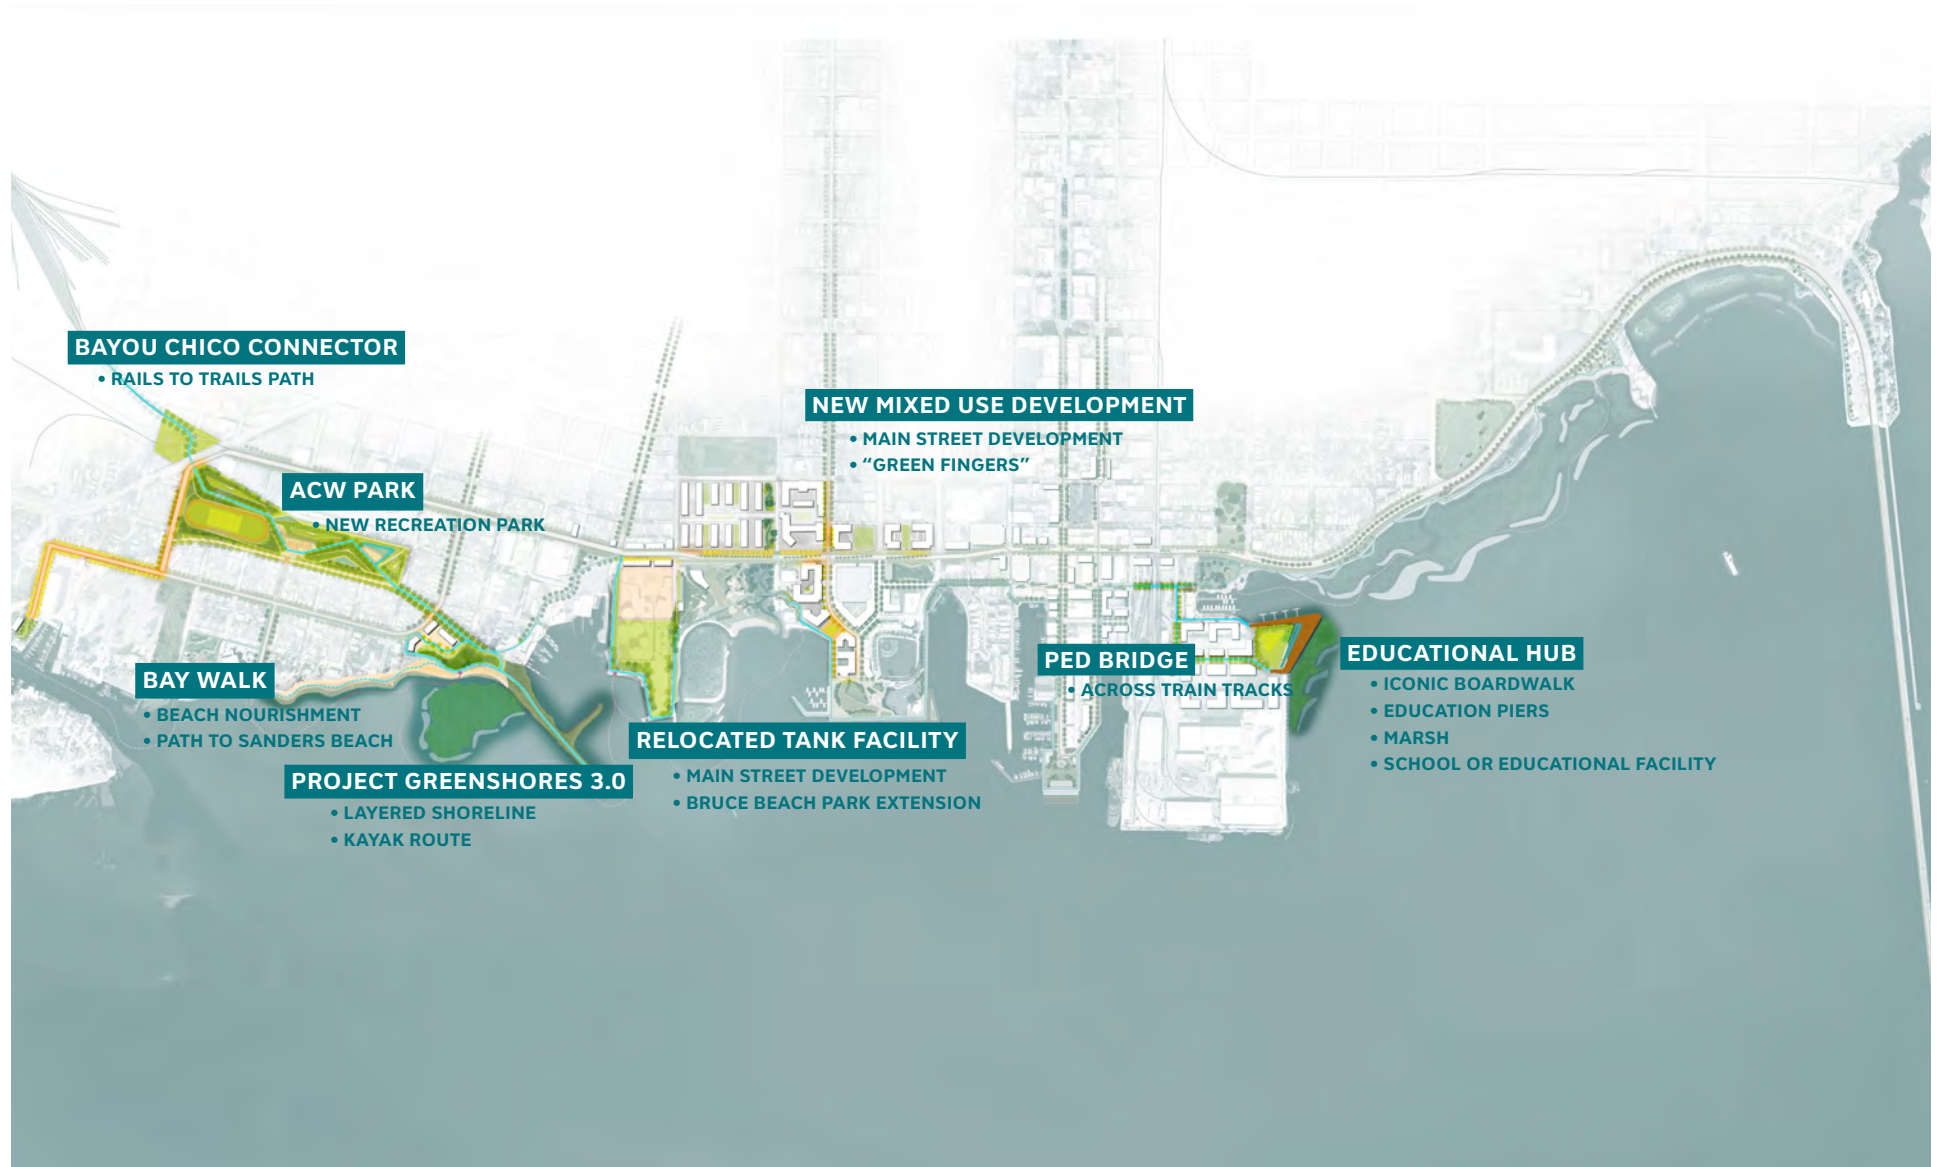 BAYOU CHICO CONNECTOR
• RAILS TO TRAILS PATH
NEW MIXED USE DEVELOPMENT
• MAIN STREET DEVELOPMENT
• “GREEN FINGERS”
ACW PARK
• NEW RECREATION PARK
BAY WALK
• BEACH NOURISHMENT
• PATH TO SANDERS BEACH
PROJECT GREENSHORES 3.0
• LAYERED SHORELINE
• KAYAK ROUTE
RELOCATED TANK FACILITY
• MAIN STREET DEVELOPMENT
• BRUCE BEACH PARK EXTENSION
PED BRIDGE
• ACROSS TRAIN TRACKS
EDUCATIONAL HUB
• ICONIC BOARDWALK
• EDUCATION PIERS
• MARSH
• SCHOOL OR EDUCATIONAL FACILITY